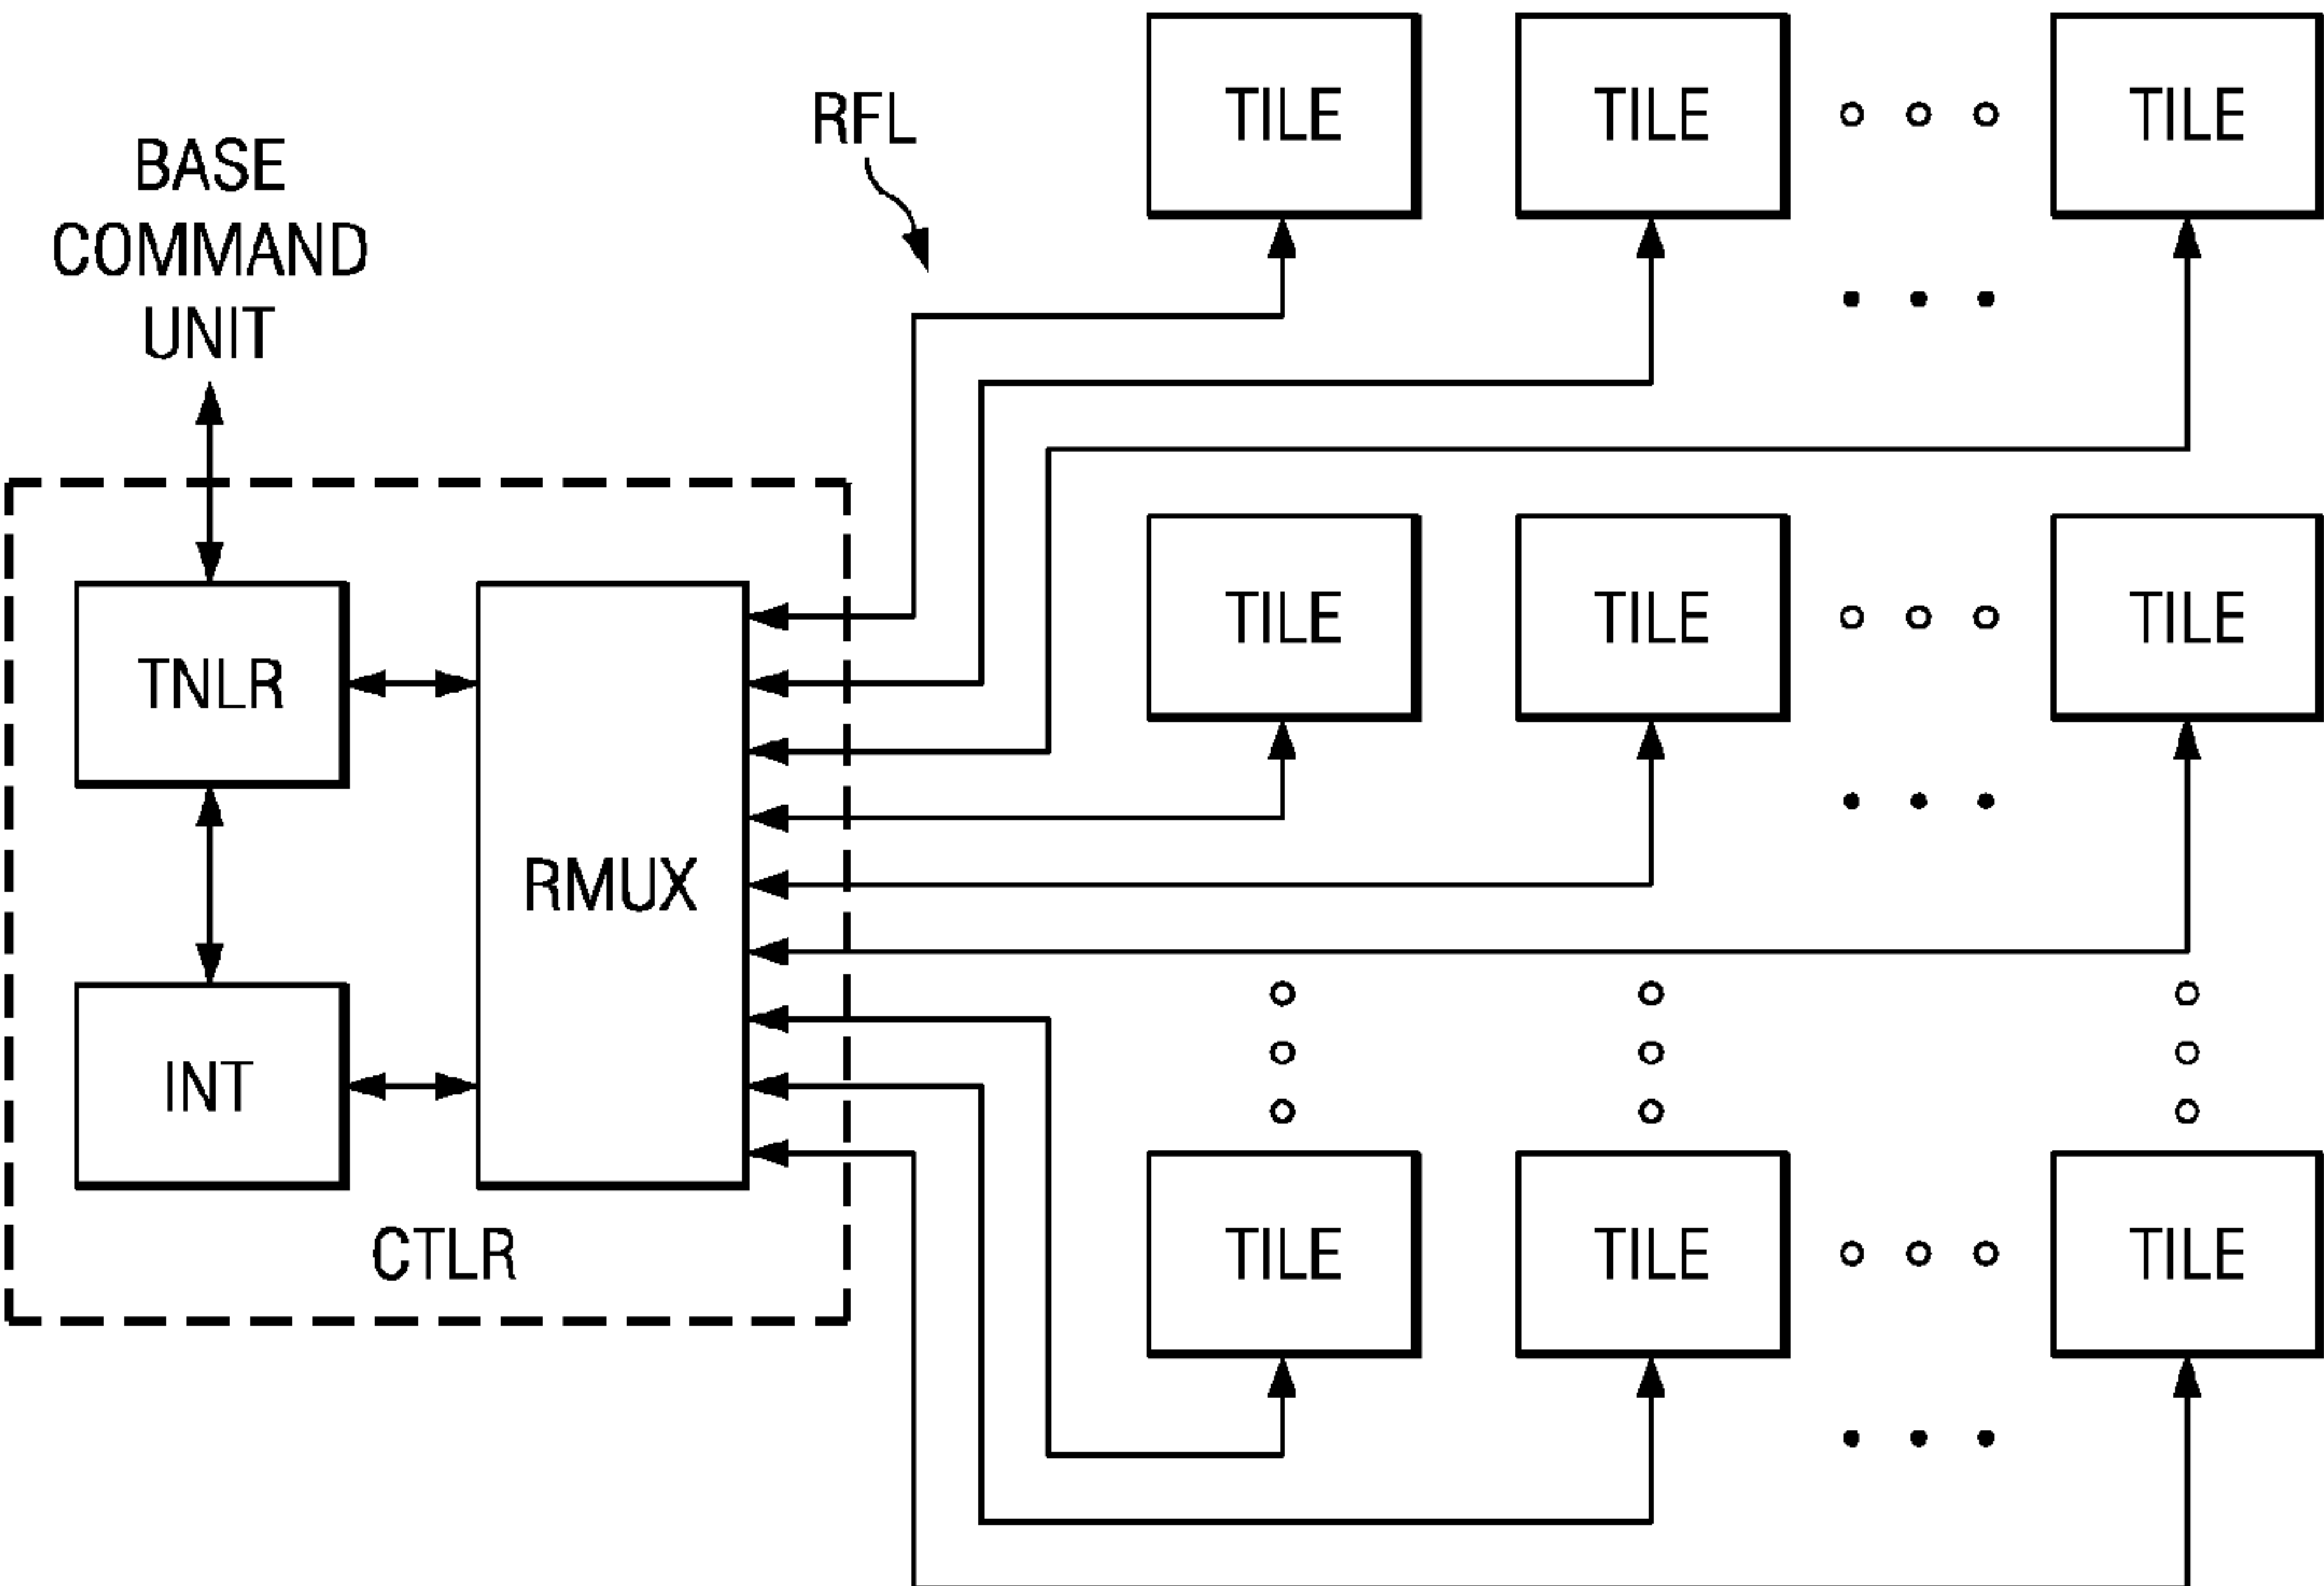 RFL
TILE
TILE
TILE
BASE
COMMAND
UNIT
TILE
TILE
TILE
TNLR
RMUX
INT
CTLR
TILE
TILE
TILE